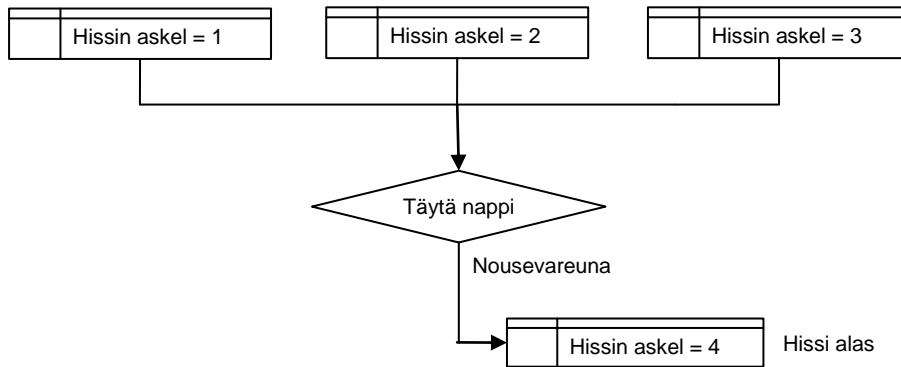 Hissin askel = 1
Hissin askel = 2
Hissin askel = 3
Täytä nappi
Nousevareuna
Hissin askel = 4
Hissi alas